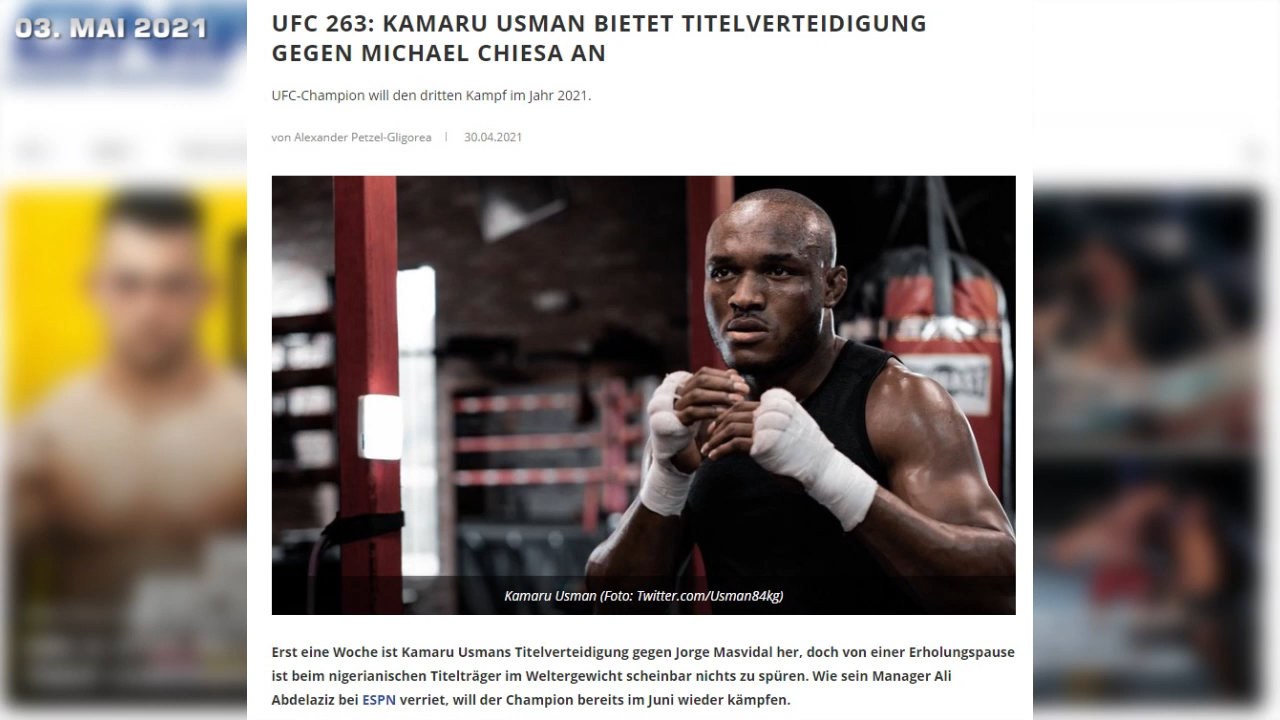 03. MAI 2021
UFC 263: KAMARU USMAN BIETET TITELVERTEIDIGUNG
GEGEN MICHAEL CHIESA AN
UFC-Champion will den dritten Kampf im Jahr 2021.
von Alexander Petzel-Gligorea | 30.04.2021
Kamaru Usman (Foto: Twitter.com/Usman84kg)
Erst eine Woche ist Kamaru Usmans Titelverteidigung gegen Jorge Masvidal her, doch von einer Erholungspause
ist beim nigerianischen Titelträger im Weltergewicht scheinbar nichts zu spüren. Wie sein Manager Ali
Abdelaziz bei ESPN verriet, will der Champion bereits im Juni wieder kämpfen.